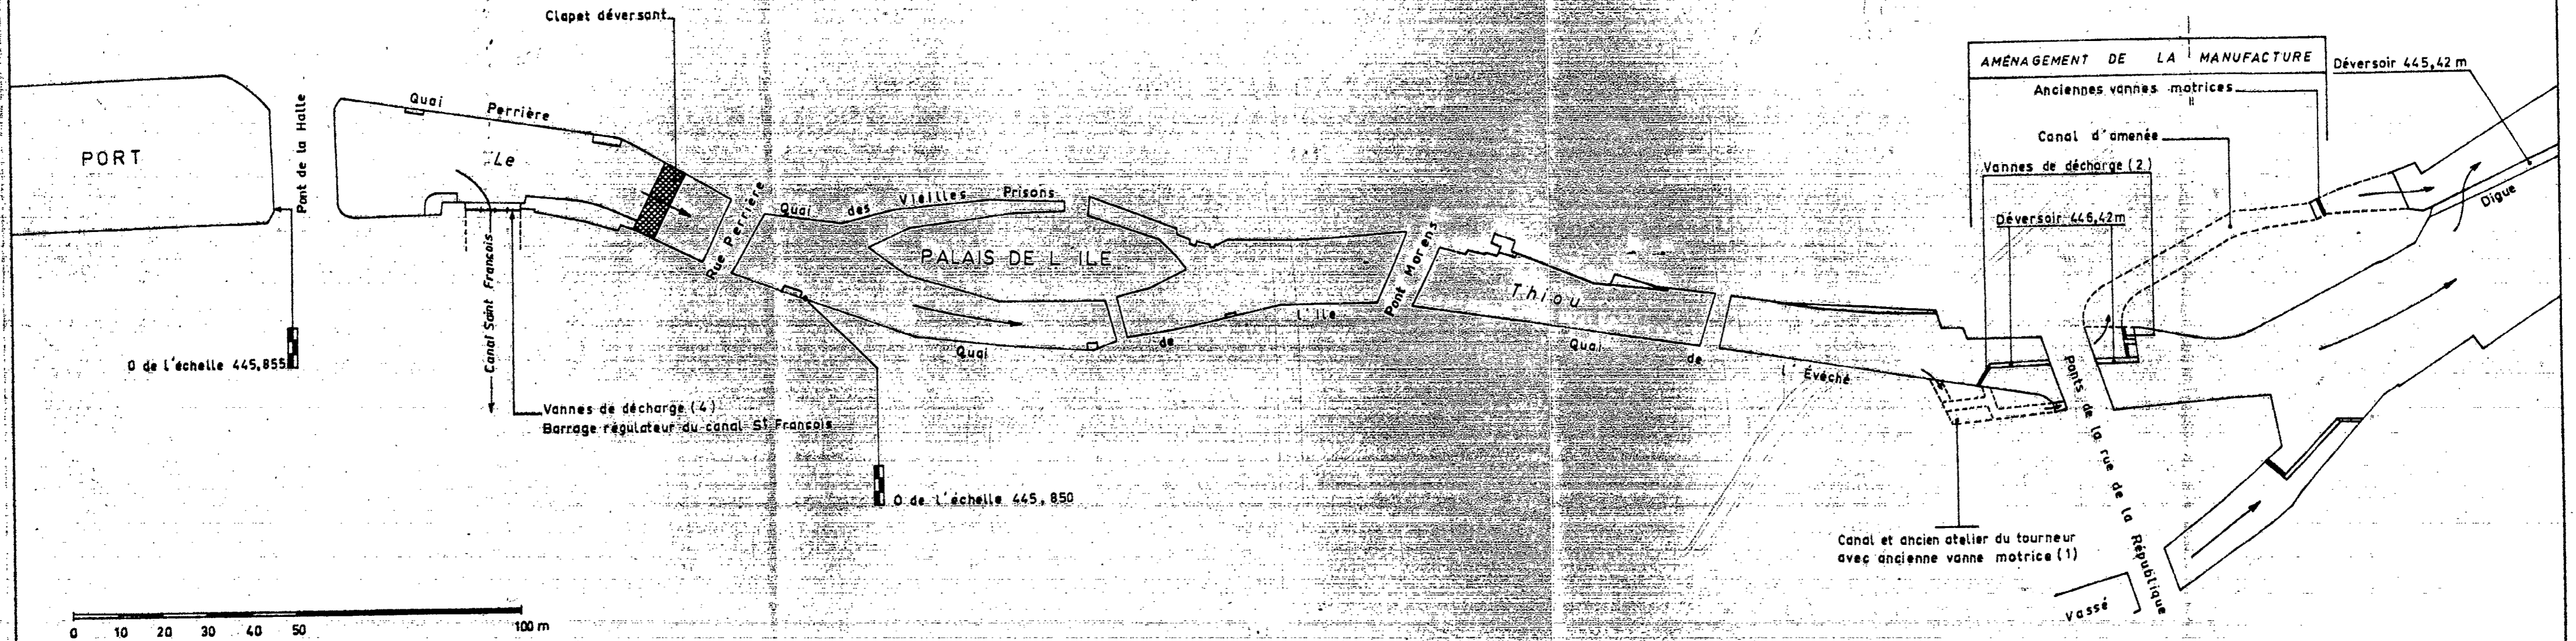 Clapet déversant
AMÉNAGEMENT DE LA MANUFACTURE
Déversoir 445,42 m
Anciennes vannes motrices
Canal d'amenée
Vannes de décharge (2)
Déversoir 446,42m
Digue
PORT
Pont de la Halle
Quai Perrière
Le
Canal Saint François
Rue Perrière
Quai des Vieilles Prisons
PALAIS DE L ILE
Quai de l'Ile
Pont Morens
Thiou
Quai de l'Évêché
Ponts de la rue de la République
0 de l'échelle 445,855
Vannes de décharge (4)
Barrage régulateur du canal St François
0 de l'échelle 445,850
Canal et ancien atelier du tourneur
avec ancienne vanne motrice (1)
Vassé
0 10 20 30 40 50 100 m